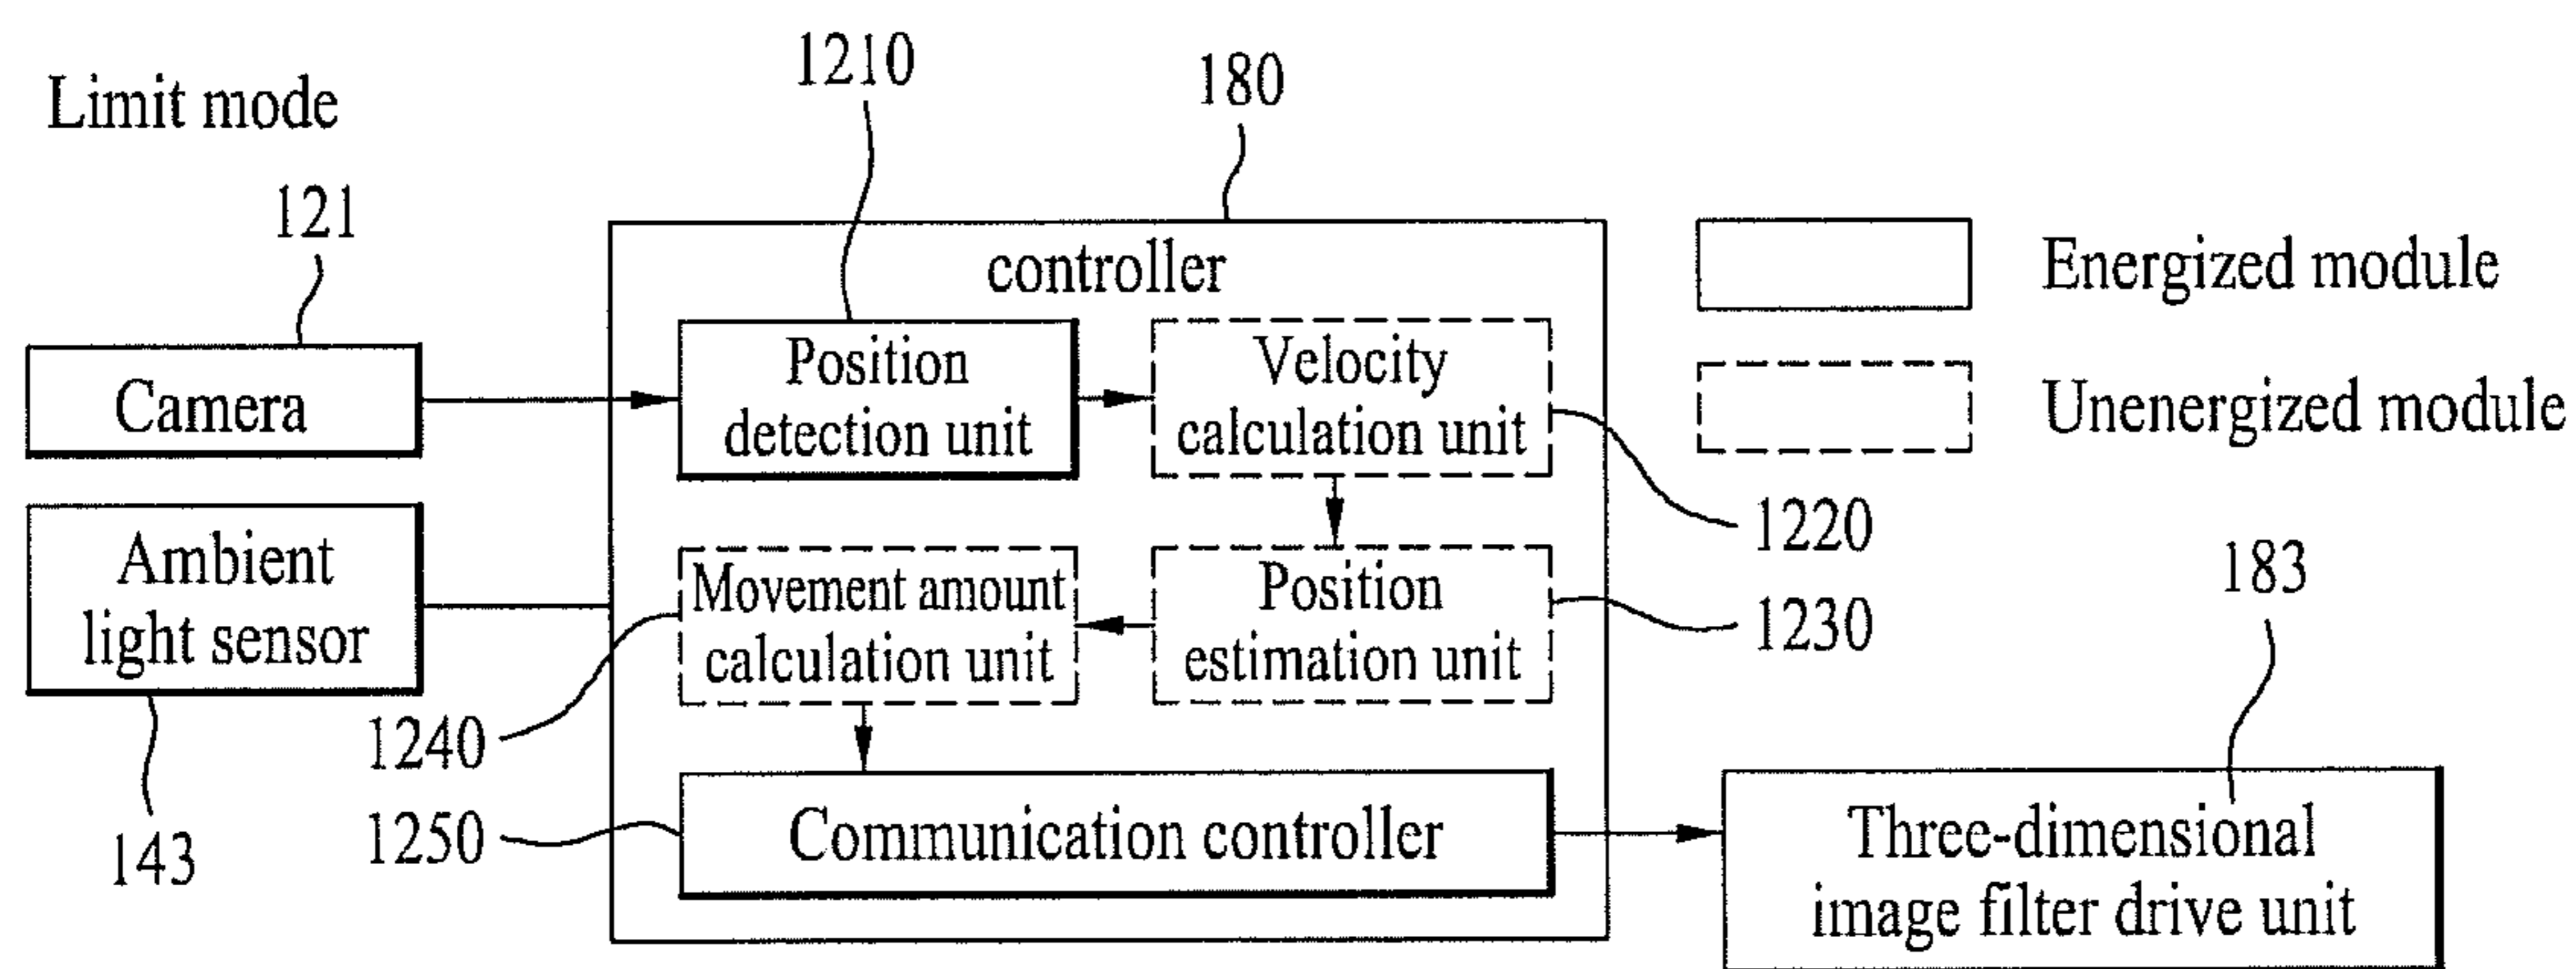 Limit mode
1210
180
121
controller
Energized module
Camera
Position
detection unit
Velocity
calculation unit
Unenergized module
1220
Ambient
light sensor
Movement amount
calculation unit
Position
estimation unit
1230
183
1240
143
1250
Communication controller
Three-dimensional
image filter drive unit